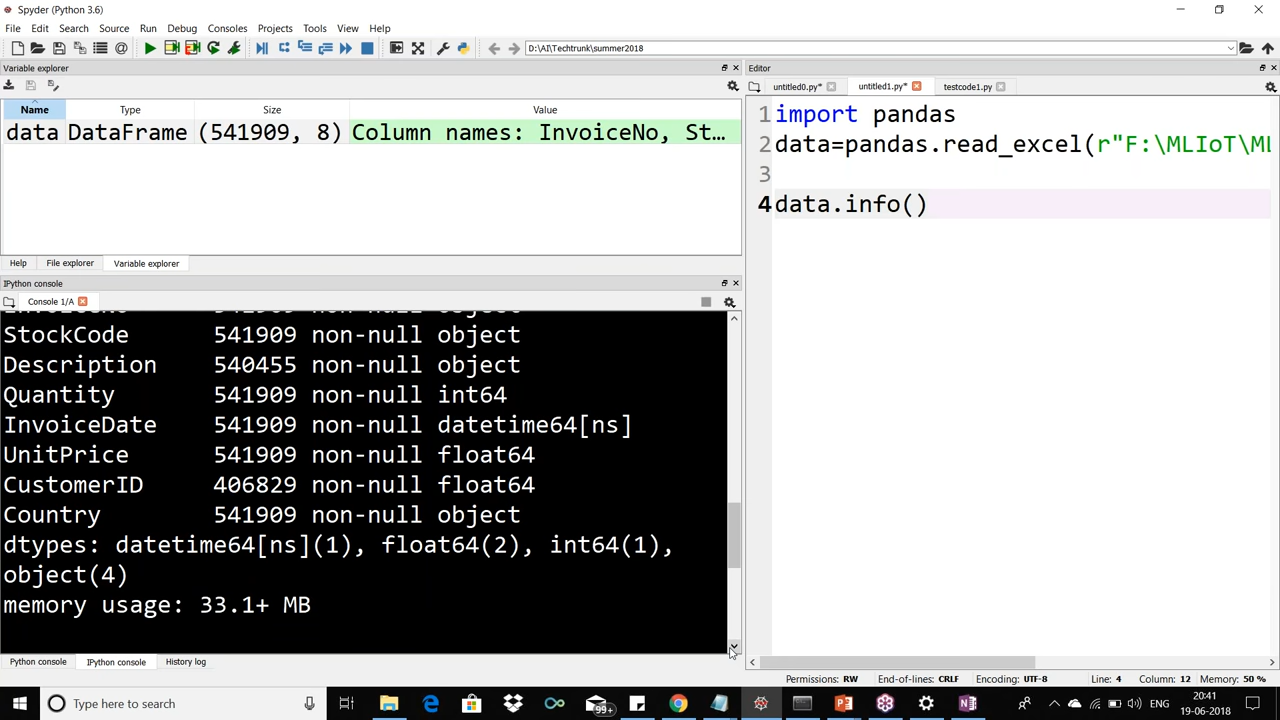 Spyder (Python 3.6)
File Edit Search Source Run Debug Consoles Projects Tools View Help
D:\AI\Techtrunk\summer2018
Variable explorer
Name Type Size Value
data DataFrame (541909, 8) Column names: InvoiceNo, St...
Help File explorer Variable explorer
IPython console
Console 1/A
StockCode 541909 non-null object
Description 540455 non-null object
Quantity 541909 non-null int64
InvoiceDate 541909 non-null datetime64[ns]
UnitPrice 541909 non-null float64
CustomerID 406829 non-null float64
Country 541909 non-null object
dtypes: datetime64[ns](1), float64(2), int64(1),
object(4)
memory usage: 33.1+ MB
Python console IPython console History log
Editor
untitled0.py* untitled1.py* testcode1.py
1 import pandas
2 data=pandas.read_excel(r"F:\MLIoT\ML
3
4 data.info()
Permissions: RW End-of-lines: CRLF Encoding: UTF-8 Line: 4 Column: 12 Memory: 50 %
Type here to search
99+
ENG
20:41
19-06-2018